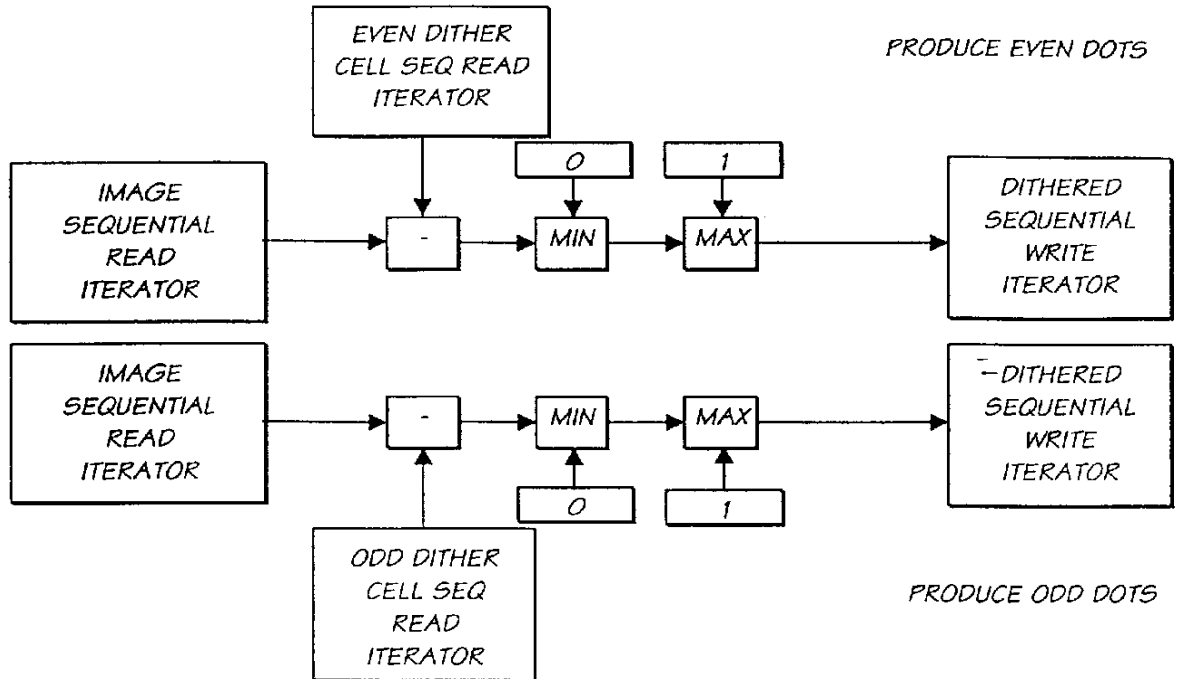 EVEN DITHER
CELL SEQ READ
ITERATOR
PRODUCE EVEN DOTS
0
1
IMAGE
SEQUENTIAL
READ
ITERATOR
-
MIN
MAX
DITHERED
SEQUENTIAL
WRITE
ITERATOR
IMAGE
SEQUENTIAL
READ
ITERATOR
-
MIN
MAX
DITHERED
SEQUENTIAL
WRITE
ITERATOR
0
1
ODD DITHER
CELL SEQ
READ
ITERATOR
PRODUCE ODD DOTS